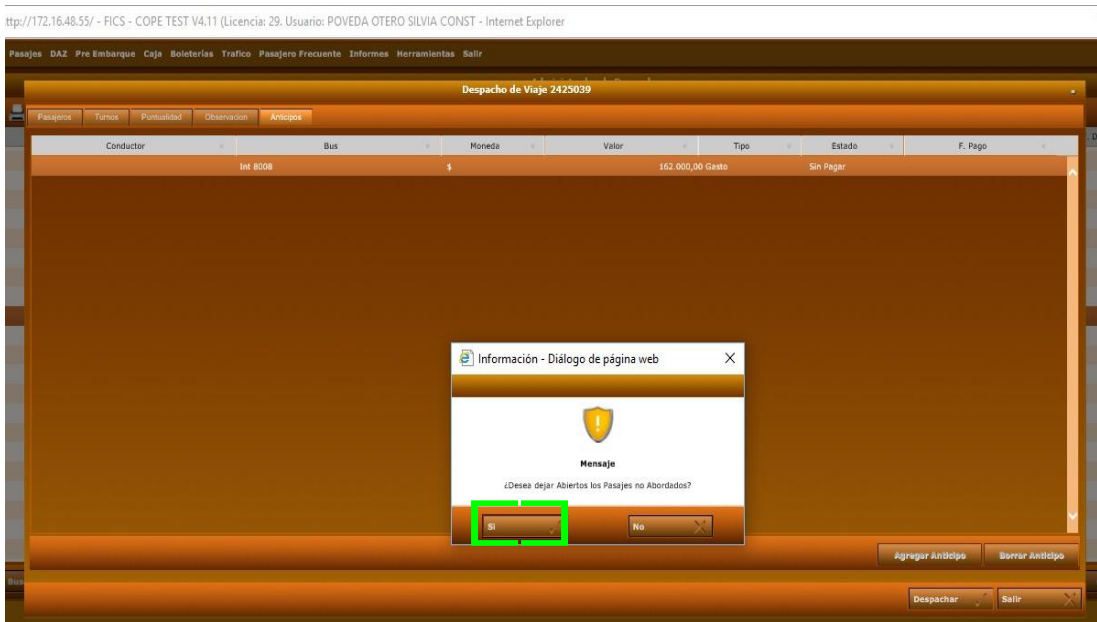 ttp://172.16.48.55/ - FICS - COPE TEST V4.11 (Licencia: 29. Usuario: POVEDA OTERO SILVIA CONST - Internet Explorer
Pasajes DAZ Pre Embarque Caja Boleterias Trafico Pasajero Frecuente Informes Herramientas Salir
Despacho de Viaje 2425039
Pasajeros Turnos Puntualidad Observacion Anticipos
Conductor Bus Moneda Valor Tipo Estado F. Pago
Int 8008 $ 162.000,00 Gasto Sin Pagar
Información - Diálogo de página web
Mensaje
¿Desea dejar Abiertos los Pasajes no Abordados?
Si No
Agregar Anticipo Borrar Anticipo
Bus
Despachar Salir